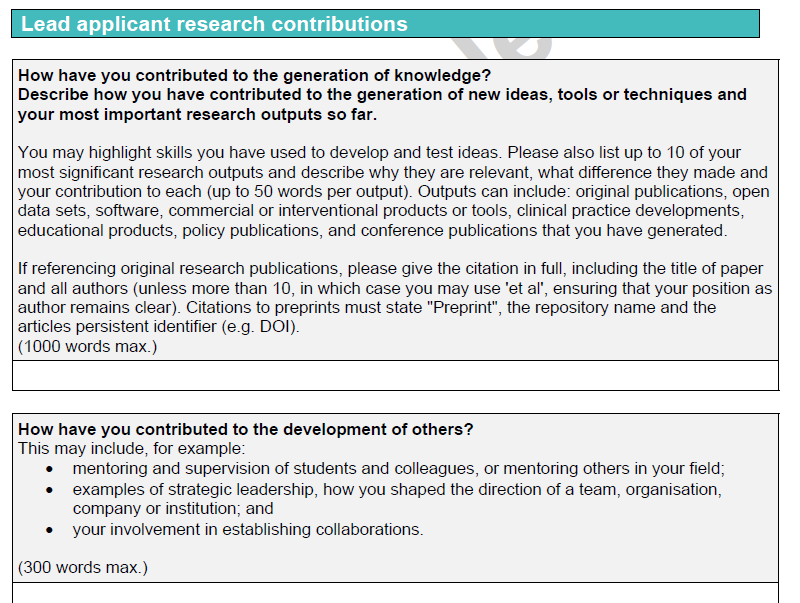 Lead applicant research contributions
How have you contributed to the generation of knowledge?
Describe how you have contributed to the generation of new ideas, tools or techniques and
your most important research outputs so far.
You may highlight skills you have used to develop and test ideas. Please also list up to 10 of your
most significant research outputs and describe why they are relevant, what difference they made and
your contribution to each (up to 50 words per output). Outputs can include: original publications, open
data sets, software, commercial or interventional products or tools, clinical practice developments,
educational products, policy publications, and conference publications that you have generated.
If referencing original research publications, please give the citation in full, including the title of paper
and all authors (unless more than 10, in which case you may use 'et al', ensuring that your position as
author remains clear). Citations to preprints must state "Preprint", the repository name and the
articles persistent identifier (e.g. DOI).
(1000 words max.)
How have you contributed to the development of others?
This may include, for example:
• mentoring and supervision of students and colleagues, or mentoring others in your field;
• examples of strategic leadership, how you shaped the direction of a team, organisation,
company or institution; and
• your involvement in establishing collaborations.
(300 words max.)